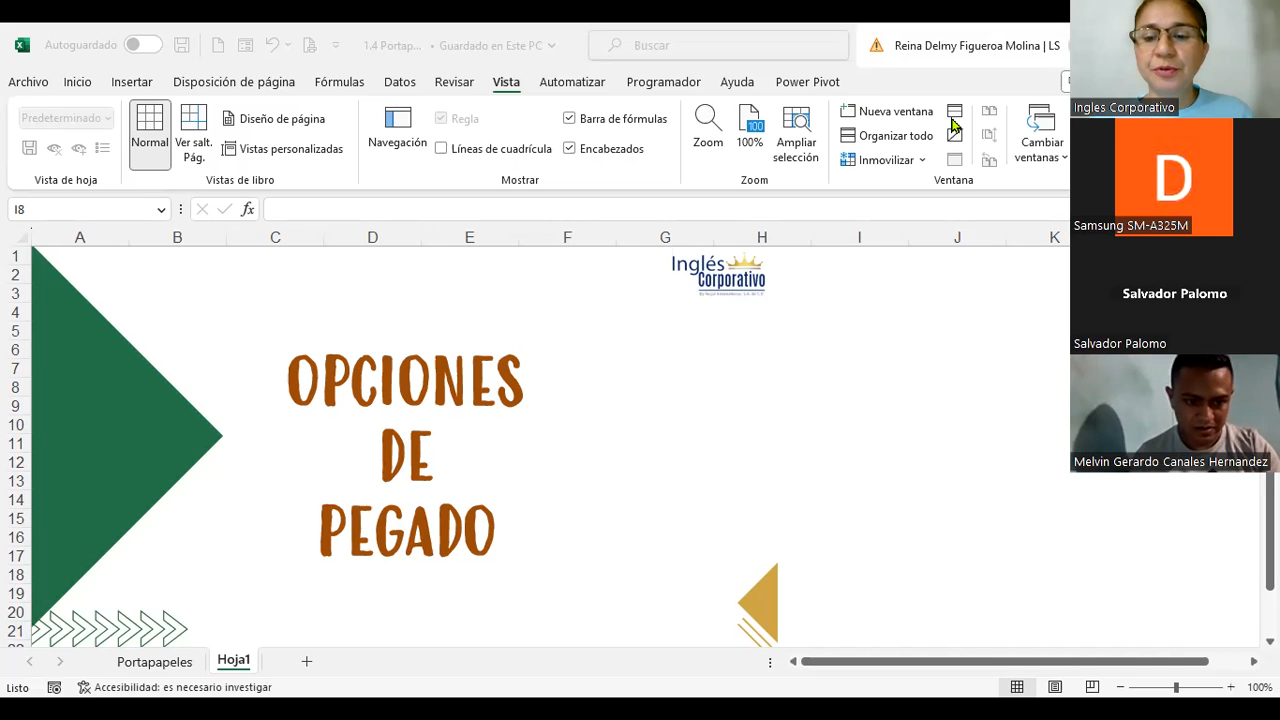 Autoguardado
1.4 Portap...
Guardado en Este PC
Buscar
Reina Delmy Figueroa Molina | LS
Archivo
Inicio
Insertar
Disposición de página
Fórmulas
Datos
Revisar
Vista
Automatizar
Programador
Ayuda
Power Pivot
Predeterminado
Vista de hoja
Normal
Ver salt. Pág.
Diseño de página
Vistas personalizadas
Vistas de libro
Navegación
Regla
Líneas de cuadrícula
Barra de fórmulas
Encabezados
Mostrar
Zoom
100
100%
Ampliar selección
Zoom
Nueva ventana
Organizar todo
Inmovilizar
Cambiar ventanas
Ventana
I8
fx
A B C D E F G H I J K
1
2
3
4
5
6
7
8
9
10
11
12
13
14
15
16
17
18
19
20
21
Inglés
Corporativo
OPCIONES
DE
PEGADO
Portapapeles
Hoja1
Listo
Accesibilidad: es necesario investigar
100%
Ingles Corporativo
D
Samsung SM-A325M
Salvador Palomo
Salvador Palomo
Melvin Gerardo Canales Hernandez